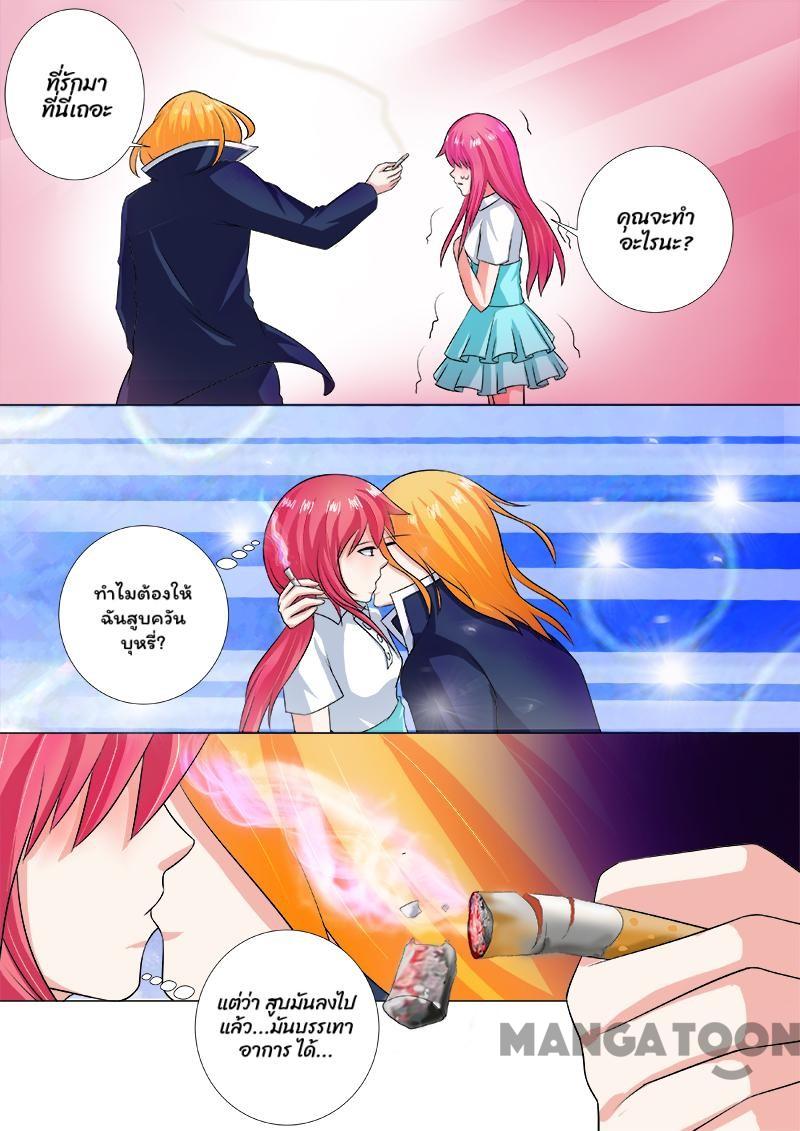 ที่รักมา
ที่นี่เถอะ
คุณจะทำ
อะไรนะ?
ทำไมต้องให้
ฉันสูบควัน
บุหรี่?
แต่ว่า สูบมันลงไป
แล้ว...มันบรรเทา
อาการ ได้...
MANGATOON